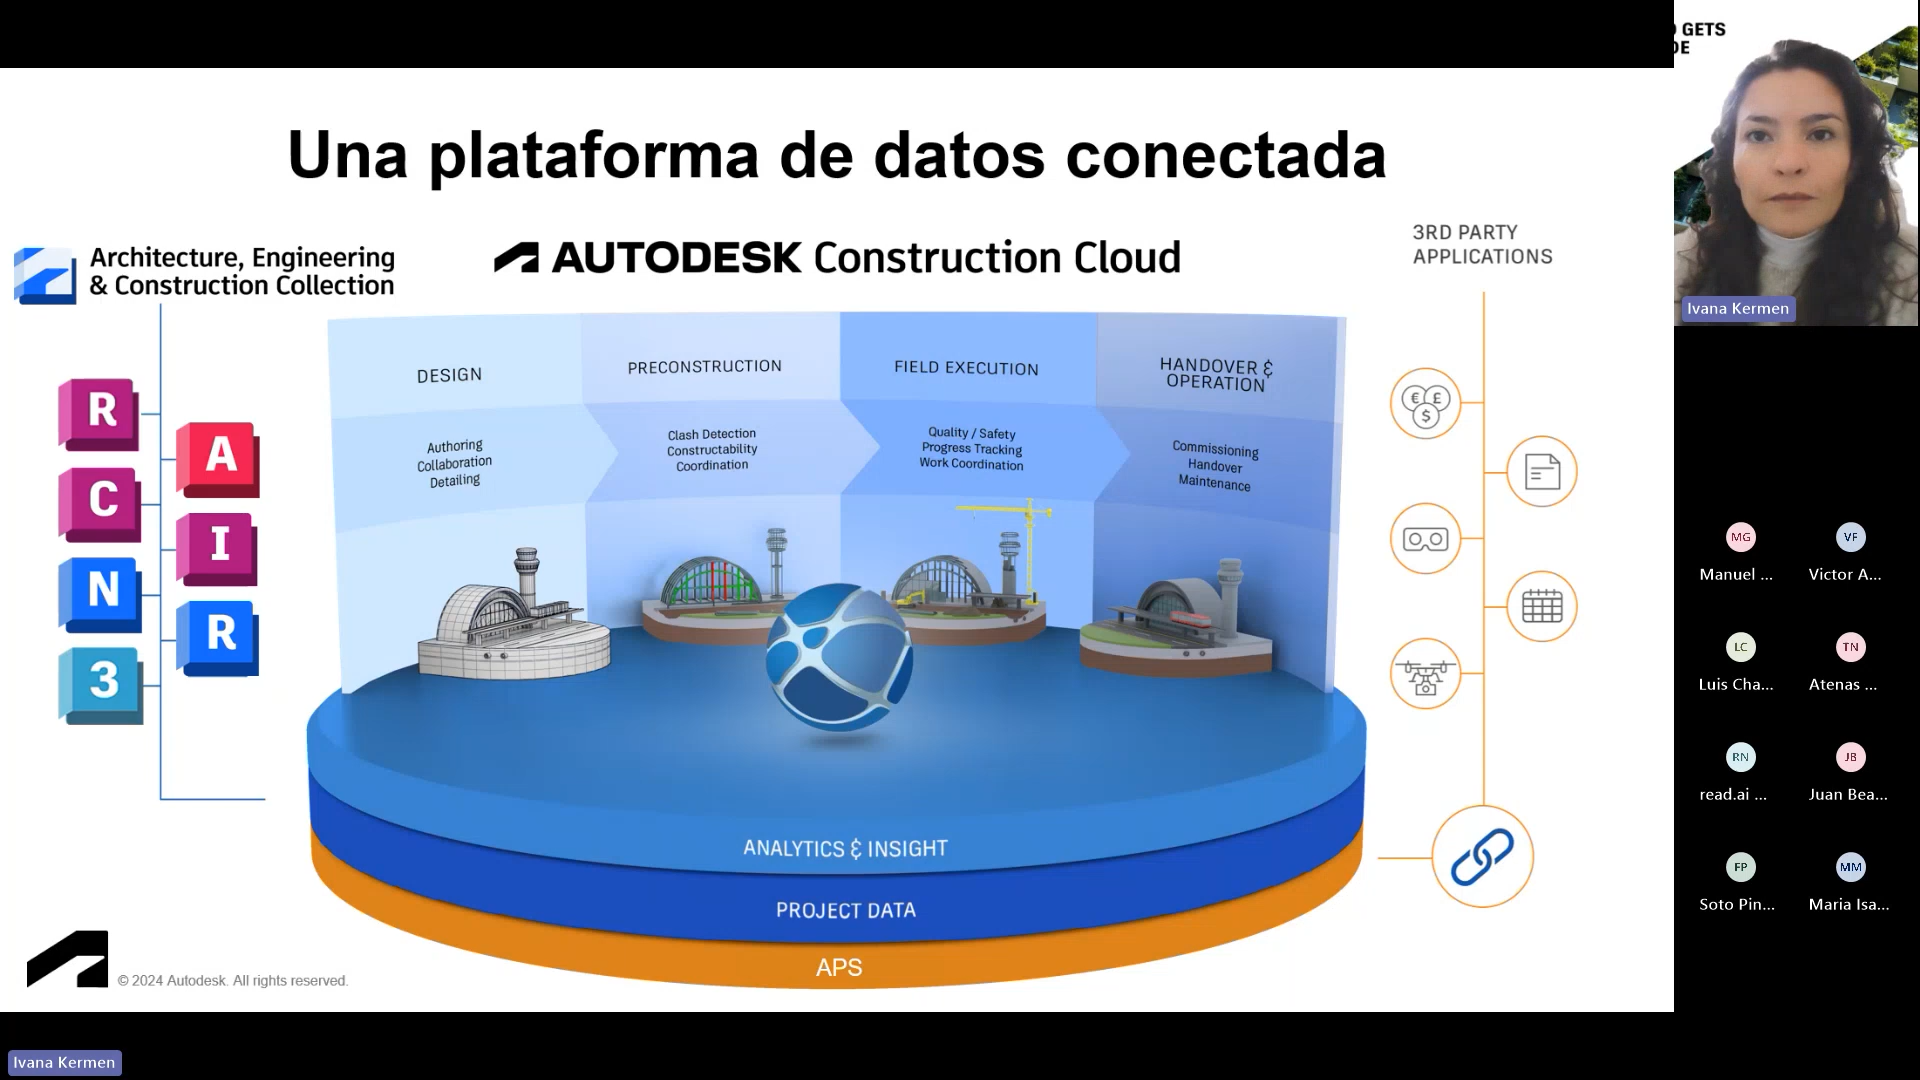 Una plataforma de datos conectada
Architecture, Engineering
& Construction Collection
AUTODESK Construction Cloud
3RD PARTY
APPLICATIONS
R
A
C
I
N
R
3
DESIGN
Authoring
Collaboration
Detailing
PRECONSTRUCTION
Clash Detection
Constructability
Coordination
FIELD EXECUTION
Quality / Safety
Progress Tracking
Work Coordination
HANDOVER &
OPERATION
Commissioning
Handover
Maintenance
€ £
$
ANALYTICS & INSIGHT
PROJECT DATA
APS
© 2024 Autodesk. All rights reserved.
GETS
DE
Ivana Kermen
MG
Manuel ...
VF
Victor A...
LC
Luis Cha...
TN
Atenas ...
RN
read.ai ...
JB
Juan Bea...
FP
Soto Pin...
MM
Maria Isa...
Ivana Kermen